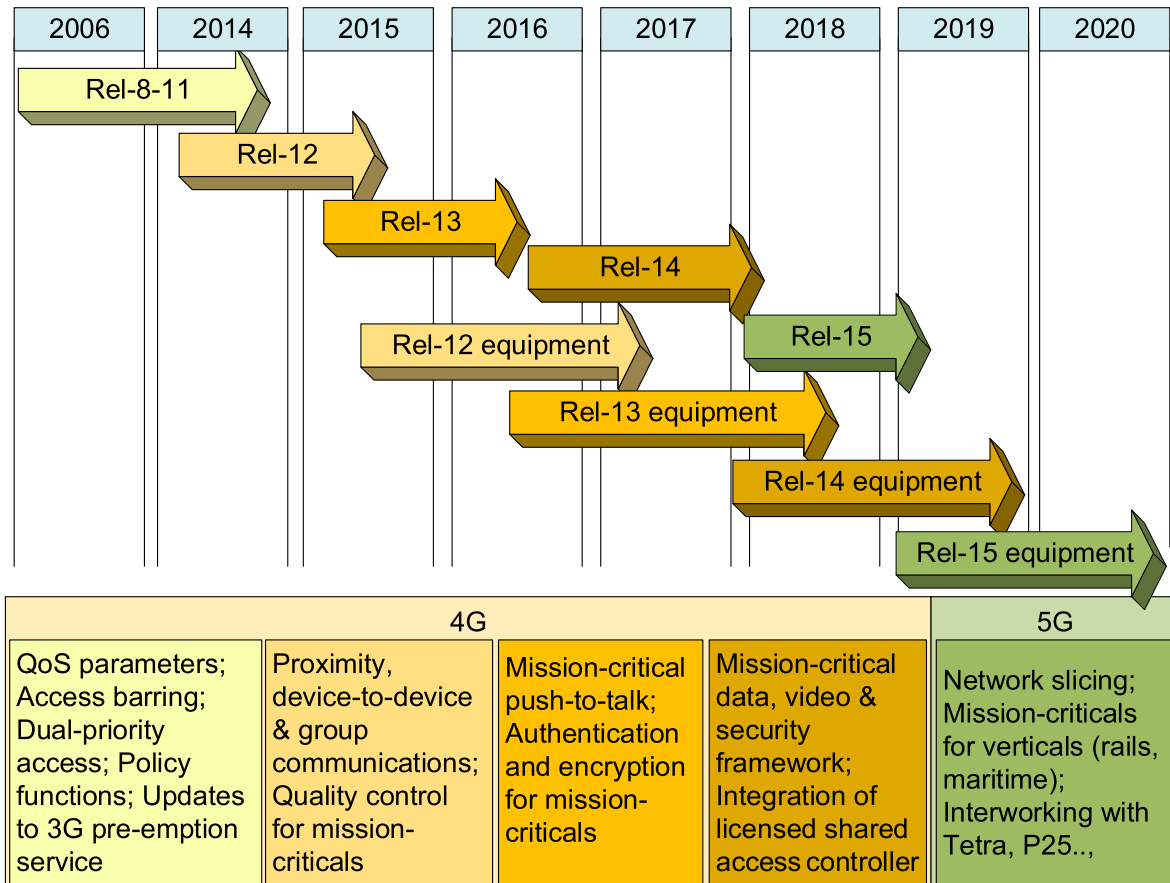 2006
2014
2015
2016
2017
2018
2019
2020
Rel-8-11
Rel-12
Rel-13
Rel-14
Rel-15
Rel-12 equipment
Rel-13 equipment
Rel-14 equipment
Rel-15 equipment
4G
5G
QoS parameters;
Access barring;
Dual-priority
access; Policy
functions; Updates
to 3G pre-emption
service
Proximity,
device-to-device
& group
communications;
Quality control
for mission-
criticals
Mission-critical
push-to-talk;
Authentication
and encryption
for mission-
criticals
Mission-critical
data, video &
security
framework;
Integration of
licensed shared
access controller
Network slicing;
Mission-criticals
for verticals (rails,
maritime);
Interworking with
Tetra, P25..,